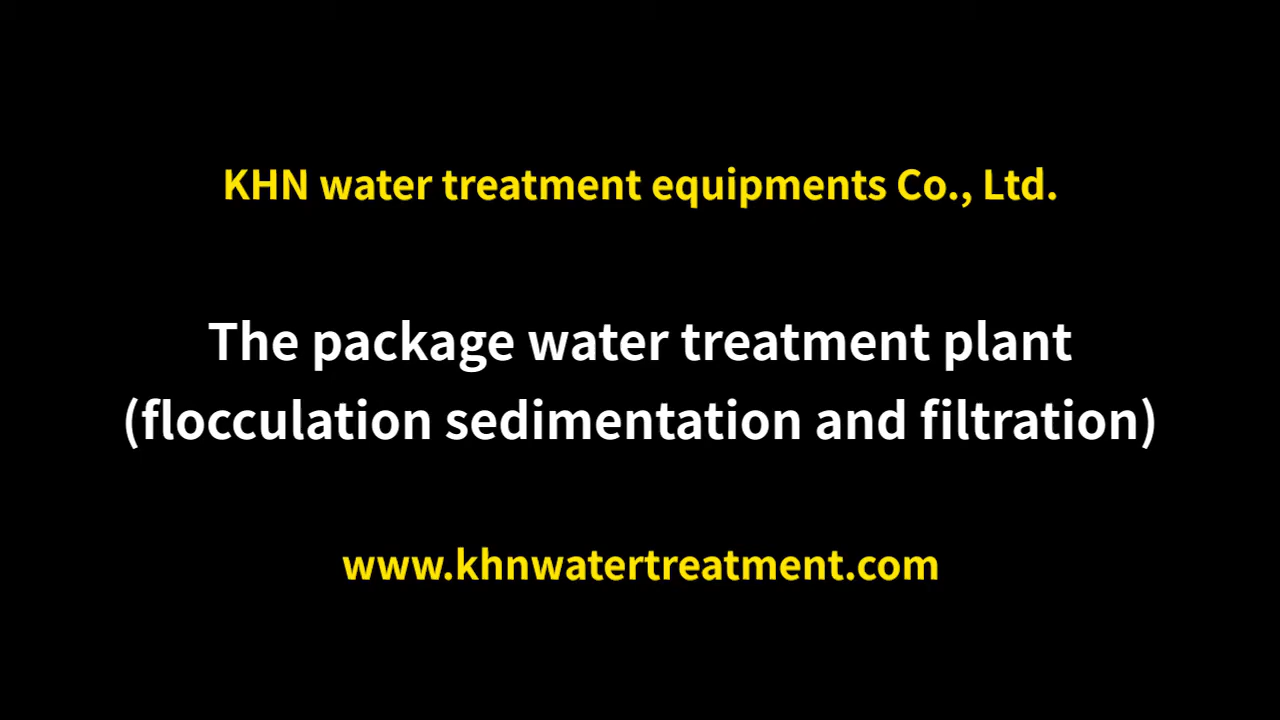 KHN water treatment equipments Co., Ltd.
The package water treatment plant
(flocculation sedimentation and filtration)
www.khnwatertreatment.com